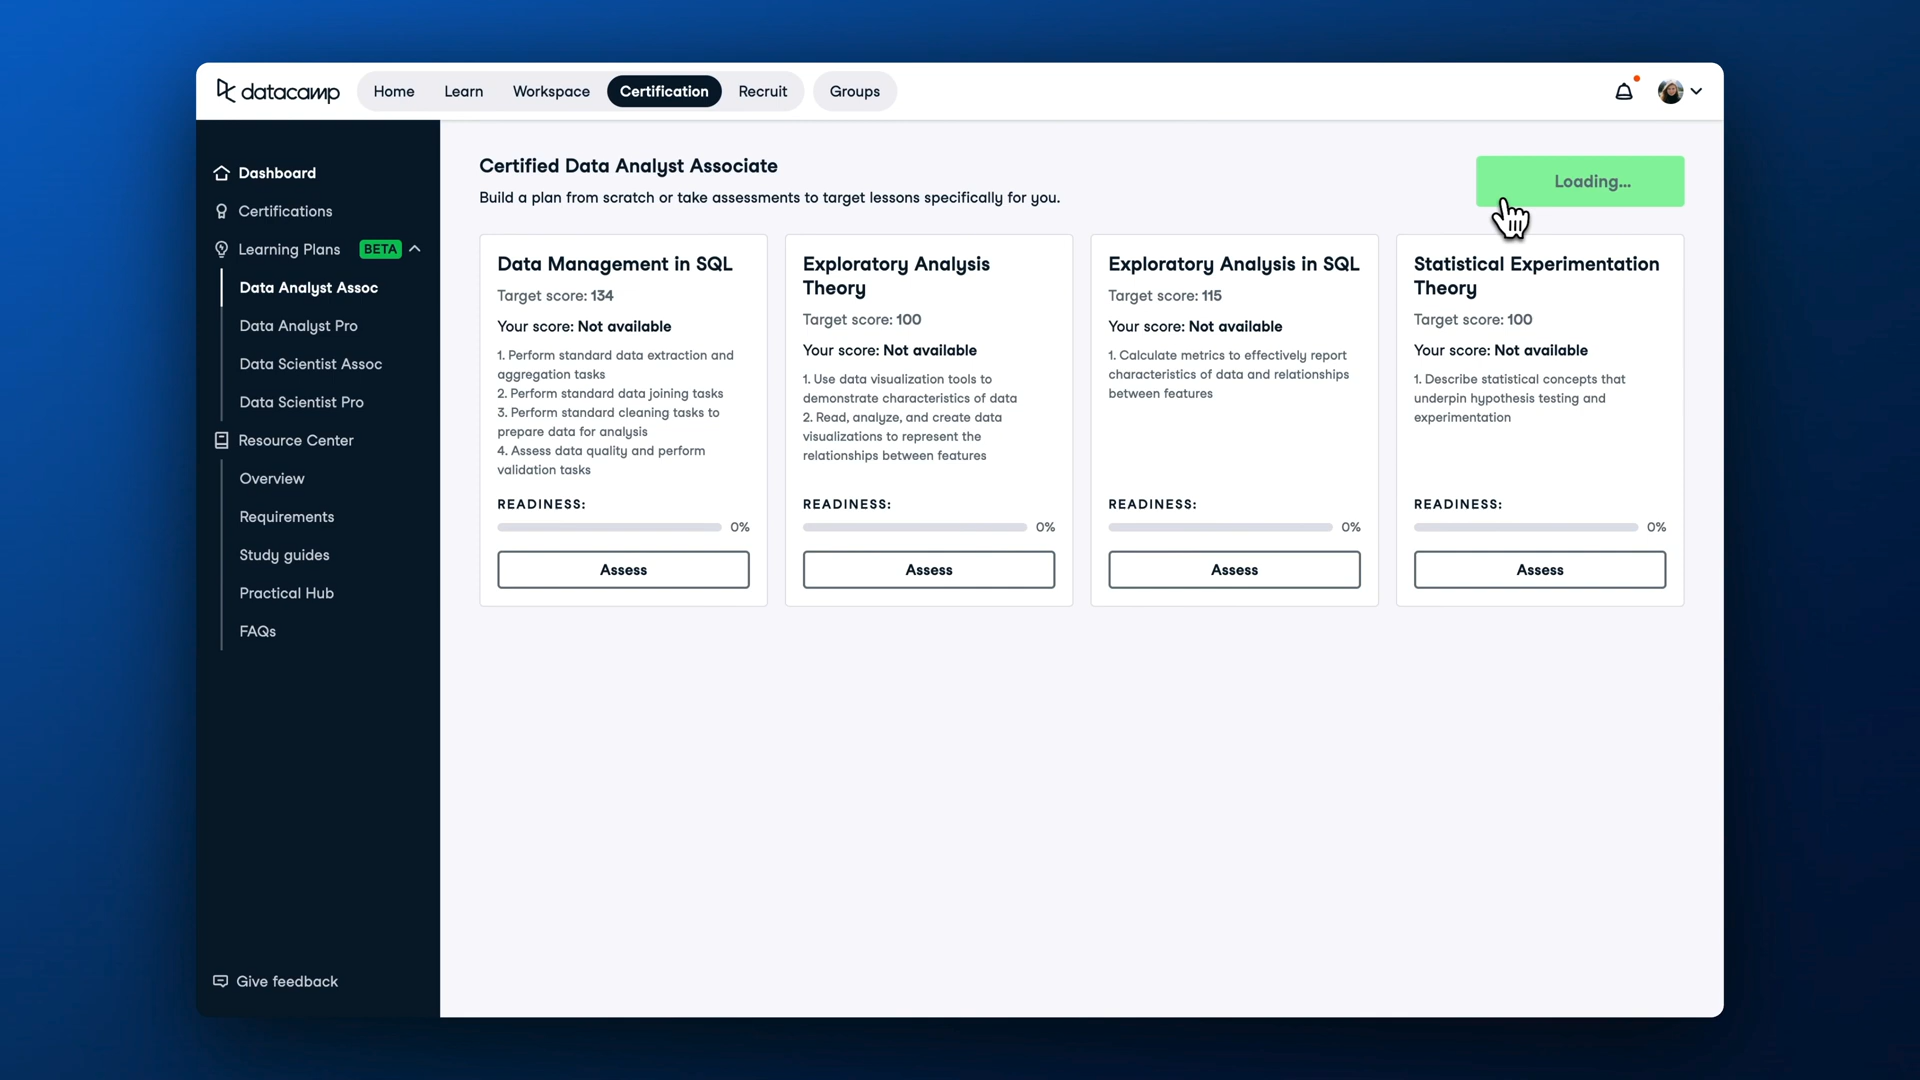 datacamp
Home
Learn
Workspace
Certification
Recruit
Groups
Dashboard
Certifications
Learning Plans BETA
Data Analyst Assoc
Data Analyst Pro
Data Scientist Assoc
Data Scientist Pro
Resource Center
Overview
Requirements
Study guides
Practical Hub
FAQs
Give feedback
Certified Data Analyst Associate
Build a plan from scratch or take assessments to target lessons specifically for you.
Loading...
Data Management in SQL
Target score: 134
Your score: Not available
1. Perform standard data extraction and
aggregation tasks
2. Perform standard data joining tasks
3. Perform standard cleaning tasks to
prepare data for analysis
4. Assess data quality and perform
validation tasks
READINESS:
0%
Assess
Exploratory Analysis
Theory
Target score: 100
Your score: Not available
1. Use data visualization tools to
demonstrate characteristics of data
2. Read, analyze, and create data
visualizations to represent the
relationships between features
READINESS:
0%
Assess
Exploratory Analysis in SQL
Target score: 115
Your score: Not available
1. Calculate metrics to effectively report
characteristics of data and relationships
between features
READINESS:
0%
Assess
Statistical Experimentation
Theory
Target score: 100
Your score: Not available
1. Describe statistical concepts that
underpin hypothesis testing and
experimentation
READINESS:
0%
Assess